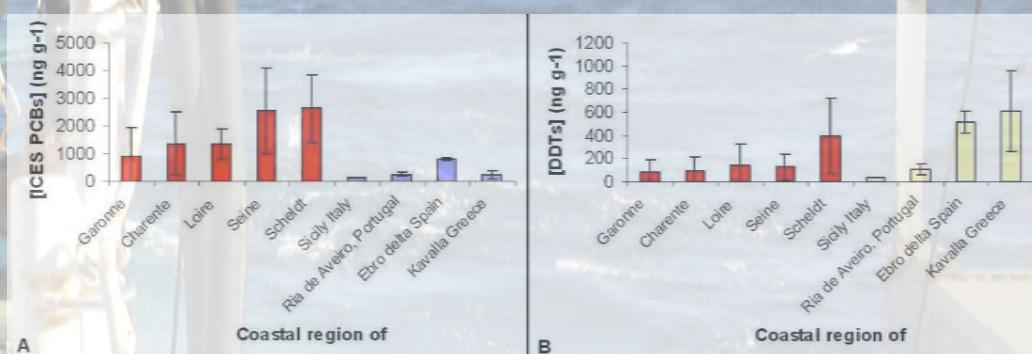 [ICES PCBs] (ng g-1)
5000
4000
3000
2000
1000
0
Garonne
Charente
Loire
Seine
Scheldt
Sicily Italy
Ria de Aveiro, Portugal
Ebro delta Spain
Kavalla Greece
Coastal region of
A
[DDTs] (ng g-1)
1200
1000
800
600
400
200
0
Garonne
Charente
Loire
Seine
Scheldt
Sicily Italy
Ria de Aveiro, Portugal
Ebro delta Spain
Kavalla Greece
Coastal region of
B